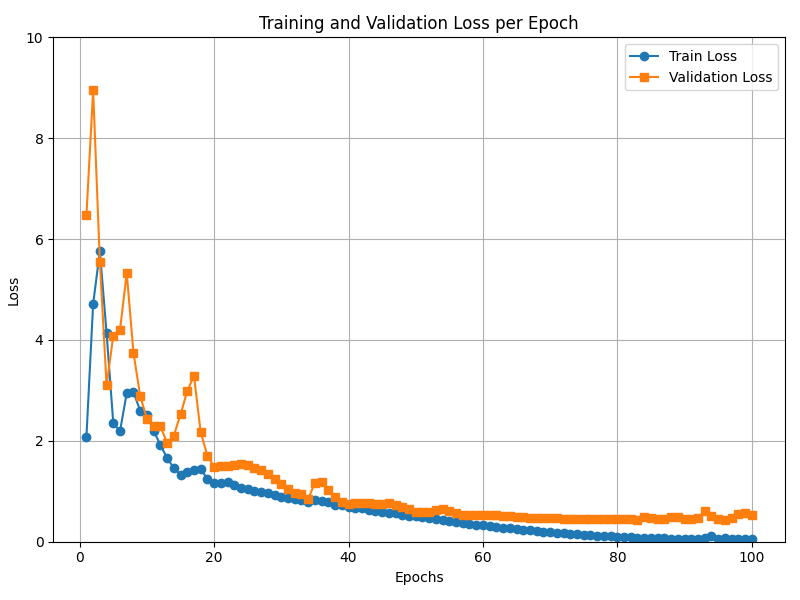 Training and Validation Loss per Epoch
Train Loss
Validation Loss
10
8
6
4
2
0
Loss
0 20 40 60 80 100
Epochs